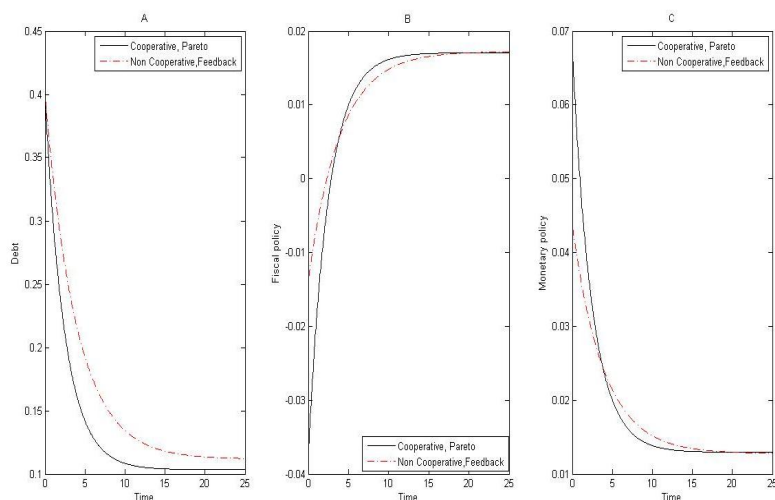 A
0.45
0.4
0.35
0.3
0.25
0.2
0.15
0.1
Debt
Cooperative, Pareto
Non Cooperative,Feedback
0 5 10 15 20 25
Time
B
0.02
0.01
0
-0.01
-0.02
-0.03
-0.04
Fiscal policy
Cooperative, Pareto
Non Cooperative,Feedback
0 5 10 15 20 25
Time
C
0.07
0.06
0.05
0.04
0.03
0.02
0.01
Monetary policy
Cooperative, Pareto
Non Cooperative,Feedback
0 5 10 15 20 25
Time